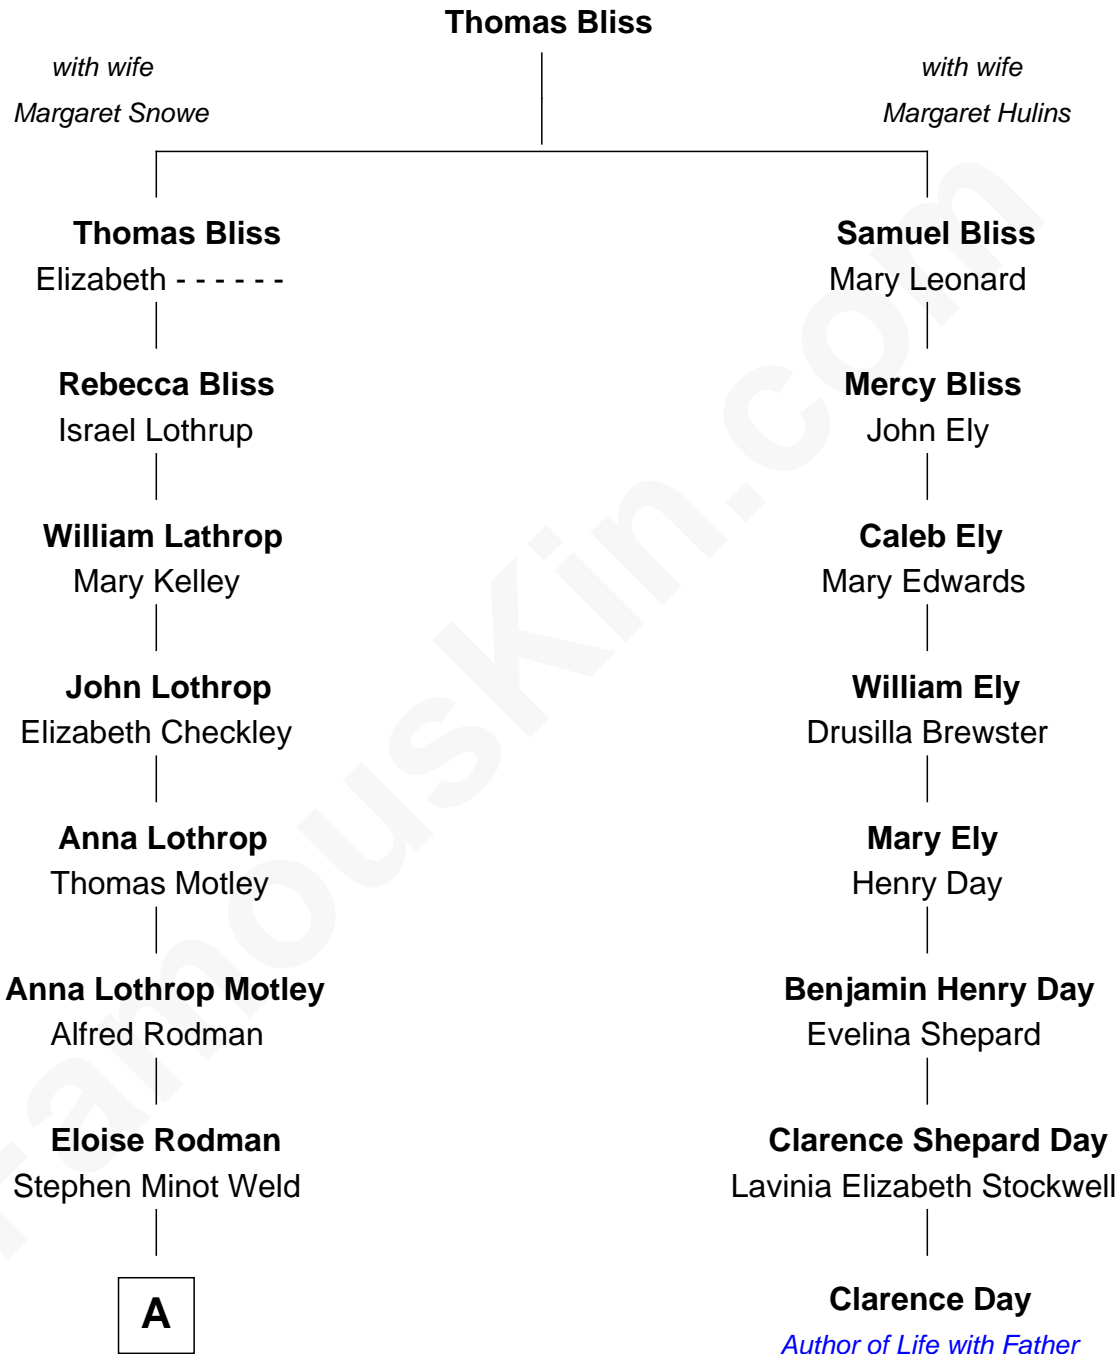 Thomas Bliss
with wife
Margaret Snowe
with wife
Margaret Hulins
Thomas Bliss
Elizabeth - - - - - -
Samuel Bliss
Mary Leonard
Rebecca Bliss
Israel Lothrup
Mercy Bliss
John Ely
William Lathrop
Mary Kelley
Caleb Ely
Mary Edwards
John Lothrop
Elizabeth Checkley
William Ely
Drusilla Brewster
Anna Lothrop
Thomas Motley
Mary Ely
Henry Day
Anna Lothrop Motley
Alfred Rodman
Benjamin Henry Day
Evelina Shepard
Eloise Rodman
Stephen Minot Weld
Clarence Shepard Day
Lavinia Elizabeth Stockwell
A
Clarence Day
Author of Life with Father
FamousKin.com